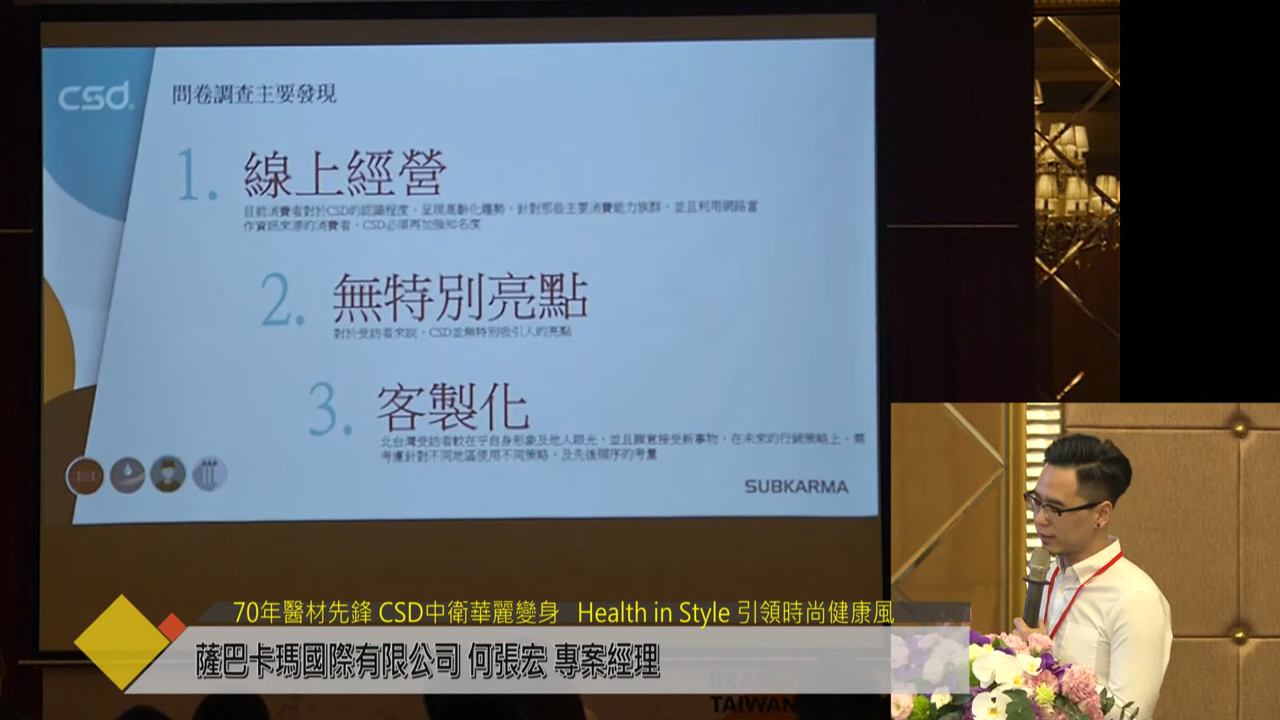 csd
問卷調查主要發現
1. 線上經營
目前消費者對於CSD的認識程度，呈現高齡化趨勢，針對那些主要消費能力族群，並且利用網路當
作資訊來源的消費者，CSD必須再加強知名度
2. 無特別亮點
對於受訪者來說，CSD並無特別吸引人的亮點
3. 客製化
北台灣受訪者較在乎自身形象及他人眼光，並且願意接受新事物，在未來的行銷策略上，需
考慮針對不同地區使用不同策略，及先後順序的考量
SUBKARMA
70年醫材先鋒 CSD中衛華麗變身 Health in Style 引領時尚健康風
薩巴卡瑪國際有限公司 何張宏 專案經理
TAIWAN